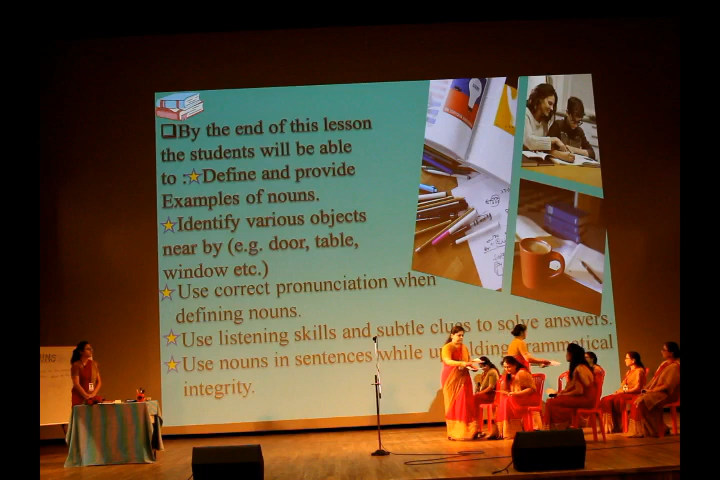 ❑By the end of this lesson
the students will be able
to :★Define and provide
Examples of nouns.
★Identify various objects
near by (e.g. door, table,
window etc.)
★Use correct pronunciation when
defining nouns.
★Use listening skills and subtle clues to solve answers.
★Use nouns in sentences while grammatical
integrity.